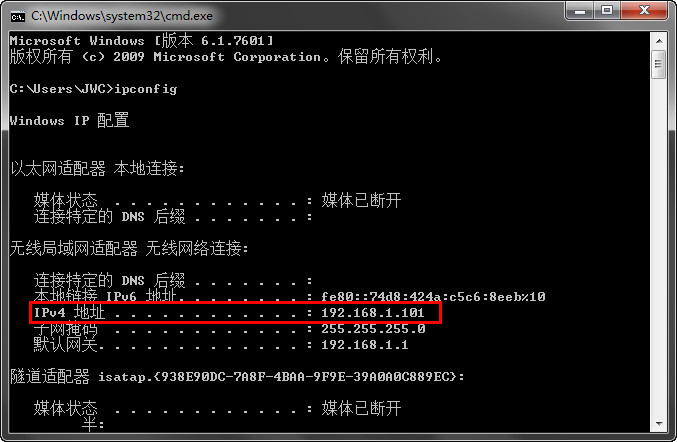 C:\Windows\system32\cmd.exe
Microsoft Windows [版本 6.1.7601]
版权所有 (c) 2009 Microsoft Corporation。保留所有权利。
C:\Users\JWC>ipconfig
Windows IP 配置
以太网适配器 本地连接:
媒体状态 . . . . . . . . . . . . : 媒体已断开
连接特定的 DNS 后缀 . . . . . . . :
无线局域网适配器 无线网络连接:
连接特定的 DNS 后缀 . . . . . . . :
本地链接 IPv6 地址. . . . . . . . : fe80::74d8:424a:c5c6:8eeb%10
IPv4 地址 . . . . . . . . . . . . : 192.168.1.101
子网掩码 . . . . . . . . . . . . : 255.255.255.0
默认网关. . . . . . . . . . . . . : 192.168.1.1
隧道适配器 isatap.{938E90DC-7A8F-4BAA-9F9E-39A0A0C889EC}:
媒体状态 . . . . . . . . . . . . : 媒体已断开
半: